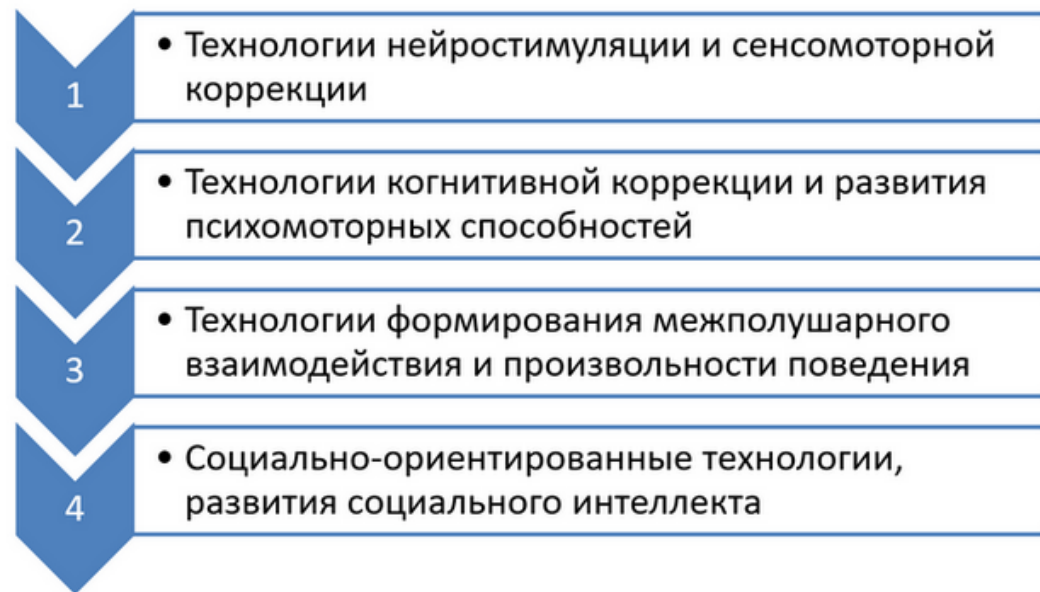 1
• Технологии нейростимуляции и сенсомоторной
коррекции
2
• Технологии когнитивной коррекции и развития
психомоторных способностей
3
• Технологии формирования межполушарного
взаимодействия и произвольности поведения
4
• Социально-ориентированные технологии,
развития социального интеллекта